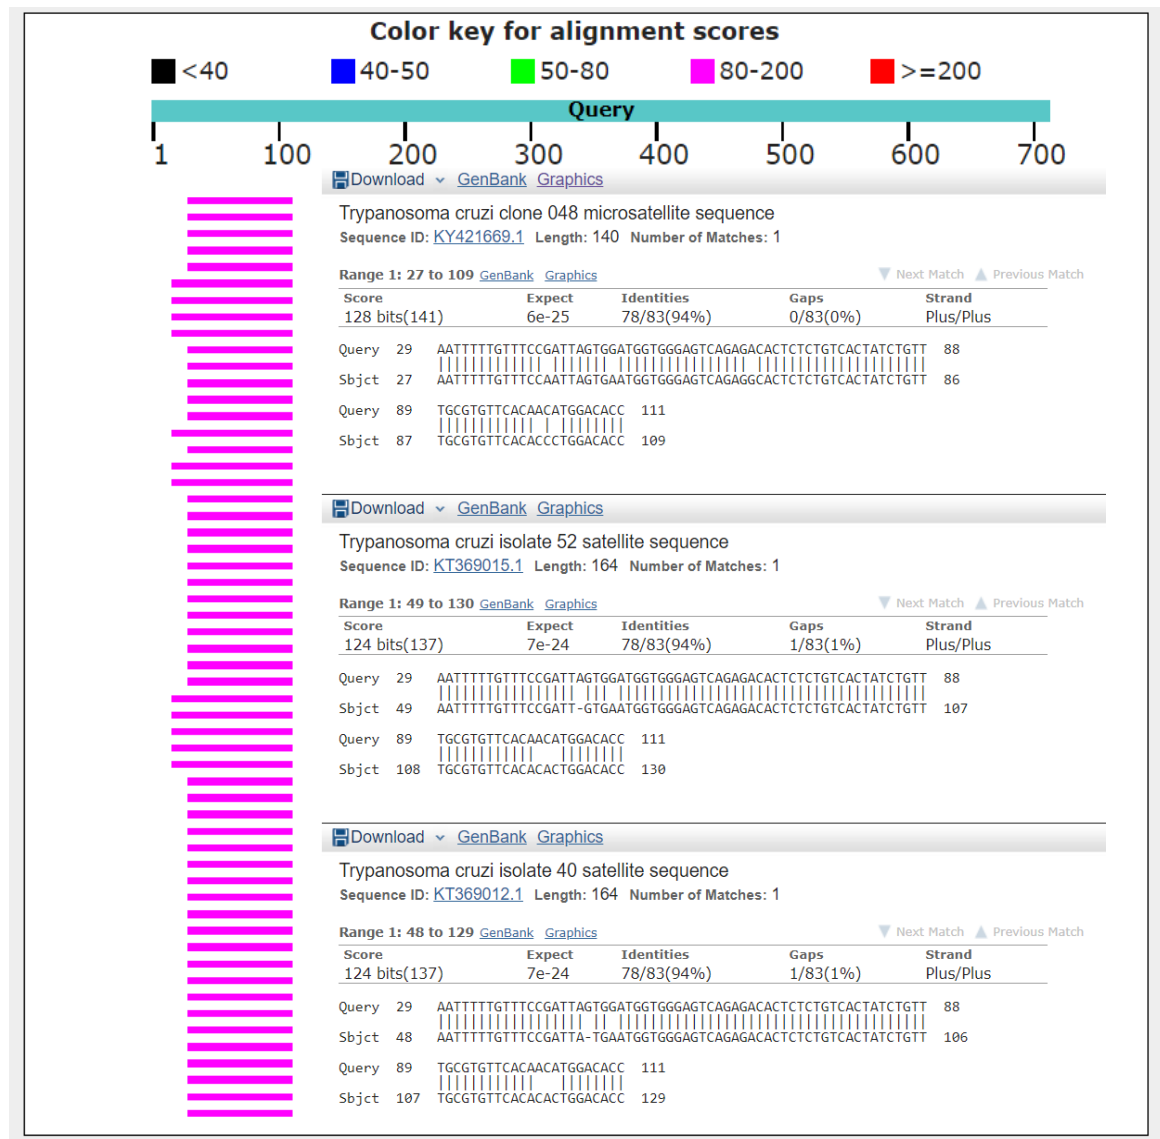 Color key for alignment scores
<40 40-50 50-80 80-200 >=200
Query
1 100 200 300 400 500 600 700
Download GenBank Graphics
Trypanosoma cruzi clone 048 microsatellite sequence
Sequence ID: KY421669.1 Length: 140 Number of Matches: 1
Range 1: 27 to 109 GenBank Graphics Next Match Previous Match
Score Expect Identities Gaps Strand
128 bits(141) 6e-25 78/83(94%) 0/83(0%) Plus/Plus
Query 29 AATTTTTGTTTCCGATTAGTGGATGGTGGGAGTCAGAGACACTCTCTGTCACTATCTGTT 88
Sbjct 27 AATTTTTGTTTCCAATTAGTGAATGGTGGGAGTCAGAGGCACTCTCTGTCACTATCTGTT 86
Query 89 TGCGTGTTCACAACATGGACACC 111
Sbjct 87 TGCGTGTTCACACCCTGGACACC 109
Download GenBank Graphics
Trypanosoma cruzi isolate 52 satellite sequence
Sequence ID: KT369015.1 Length: 164 Number of Matches: 1
Range 1: 49 to 130 GenBank Graphics Next Match Previous Match
Score Expect Identities Gaps Strand
124 bits(137) 7e-24 78/83(94%) 1/83(1%) Plus/Plus
Query 29 AATTTTTGTTTCCGATTAGTGGATGGTGGGAGTCAGAGACACTCTCTGTCACTATCTGTT 88
Sbjct 49 AATTTTTGTTTCCGATT-GTGAATGGTGGGAGTCAGAGACACTCTCTGTCACTATCTGTT 107
Query 89 TGCGTGTTCACAACATGGACACC 111
Sbjct 108 TGCGTGTTCACACACTGGACACC 130
Download GenBank Graphics
Trypanosoma cruzi isolate 40 satellite sequence
Sequence ID: KT369012.1 Length: 164 Number of Matches: 1
Range 1: 48 to 129 GenBank Graphics Next Match Previous Match
Score Expect Identities Gaps Strand
124 bits(137) 7e-24 78/83(94%) 1/83(1%) Plus/Plus
Query 29 AATTTTTGTTTCCGATTAGTGGATGGTGGGAGTCAGAGACACTCTCTGTCACTATCTGTT 88
Sbjct 48 AATTTTTGTTTCCGATTA-TGAATGGTGGGAGTCAGAGACACTCTCTGTCACTATCTGTT 106
Query 89 TGCGTGTTCACAACATGGACACC 111
Sbjct 107 TGCGTGTTCACACACTGGACACC 129